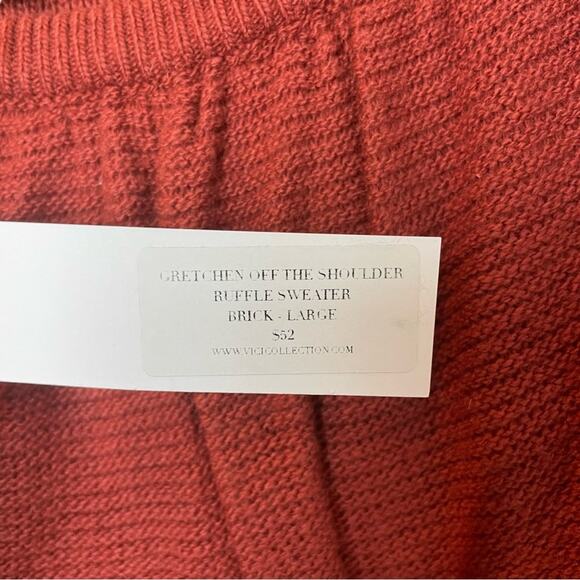 GRETCHEN OFF THE SHOULDER
RUFFLE SWEATER
BRICK - LARGE
$52
WWW.VICICOLLECTION.COM